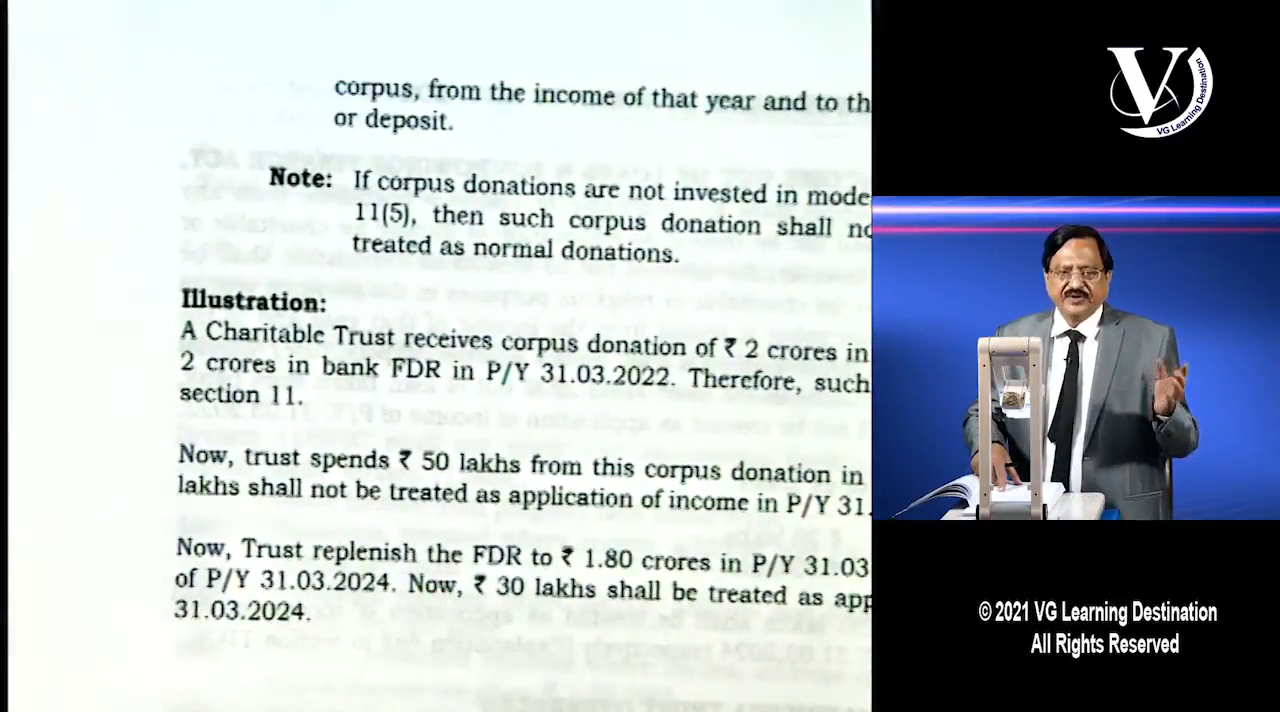 corpus, from the income of that year and to th
or deposit.
Note: If corpus donations are not invested in mode
11(5), then such corpus donation shall no
treated as normal donations.
Illustration:
A Charitable Trust receives corpus donation of ₹ 2 crores in
2 crores in bank FDR in P/Y 31.03.2022. Therefore, such
section 11.
Now, trust spends ₹ 50 lakhs from this corpus donation in
lakhs shall not be treated as application of income in P/Y 31.
Now, Trust replenish the FDR to ₹ 1.80 crores in P/Y 31.03
of P/Y 31.03.2024. Now, ₹ 30 lakhs shall be treated as app
31.03.2024.
V
VG Learning Destination
© 2021 VG Learning Destination
All Rights Reserved